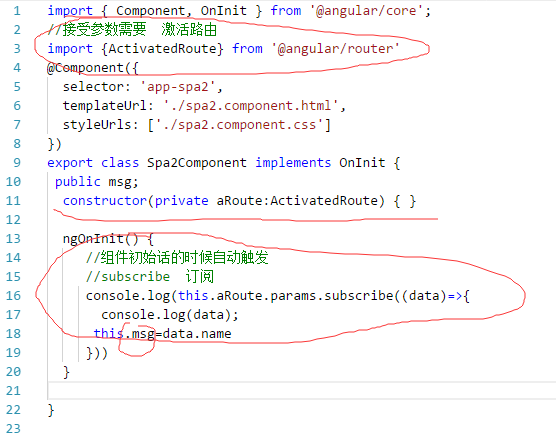 1 import { Component, OnInit } from '@angular/core';
2 //接受参数需要  激活路由
3 import {ActivatedRoute} from '@angular/router'
4 @Component({
5   selector: 'app-spa2',
6   templateUrl: './spa2.component.html',
7   styleUrls: ['./spa2.component.css']
8 })
9 export class Spa2Component implements OnInit {
10  public msg;
11   constructor(private aRoute:ActivatedRoute) { }
12
13   ngOnInit() {
14      //组件初始话的时候自动触发
15      //subscribe  订阅
16      console.log(this.aRoute.params.subscribe((data)=>{
17        console.log(data);
18       this.msg=data.name
19      }))
20   }
21
22 }
23